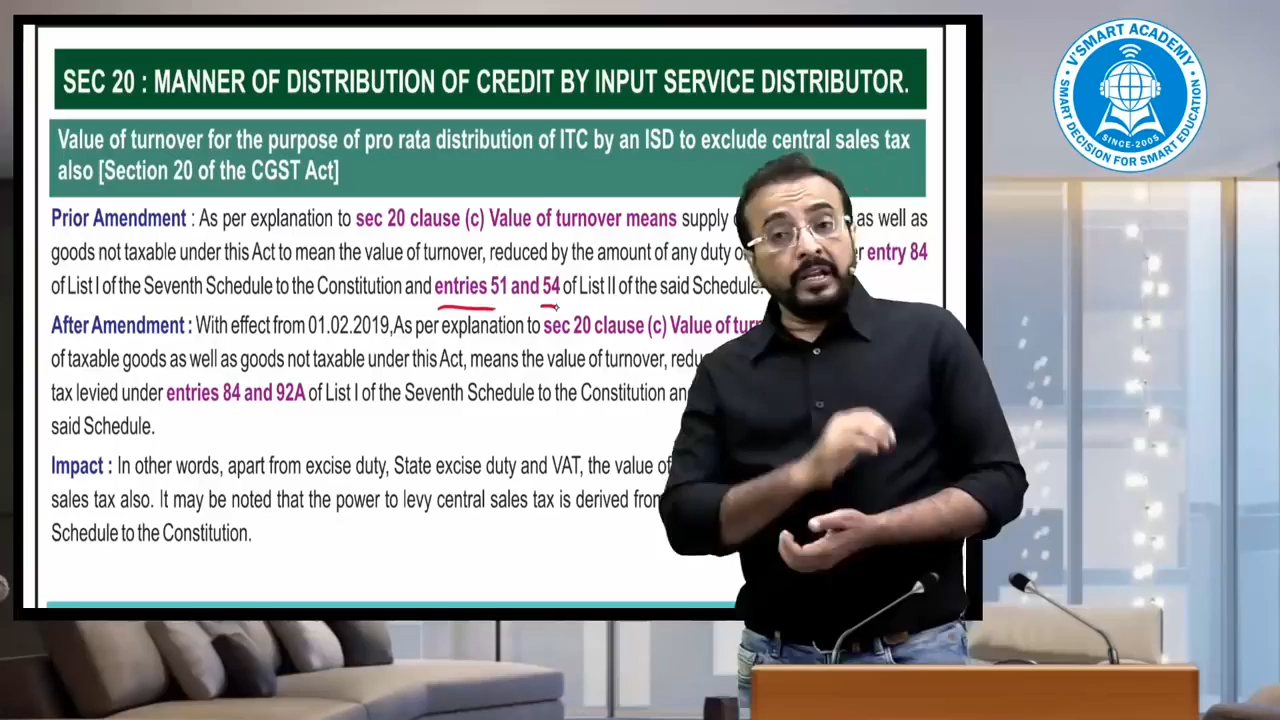 SEC 20 : MANNER OF DISTRIBUTION OF CREDIT BY INPUT SERVICE DISTRIBUTOR.
Value of turnover for the purpose of pro rata distribution of ITC by an ISD to exclude central sales tax
also [Section 20 of the CGST Act]
Prior Amendment : As per explanation to sec 20 clause (c) Value of turnover means supply as well as
goods not taxable under this Act to mean the value of turnover, reduced by the amount of any duty entry 84
of List I of the Seventh Schedule to the Constitution and entries 51 and 54 of List II of the said Schedule.
After Amendment : With effect from 01.02.2019,As per explanation to sec 20 clause (c) Value of
of taxable goods as well as goods not taxable under this Act, means the value of turnover,
tax levied under entries 84 and 92A of List I of the Seventh Schedule to the Constitution
said Schedule.
Impact : In other words, apart from excise duty, State excise duty and VAT, the value of
sales tax also. It may be noted that the power to levy central sales tax is derived from
Schedule to the Constitution.
V'SMART ACADEMY
SINCE-2005
SMART DECISION FOR SMART EDUCATION